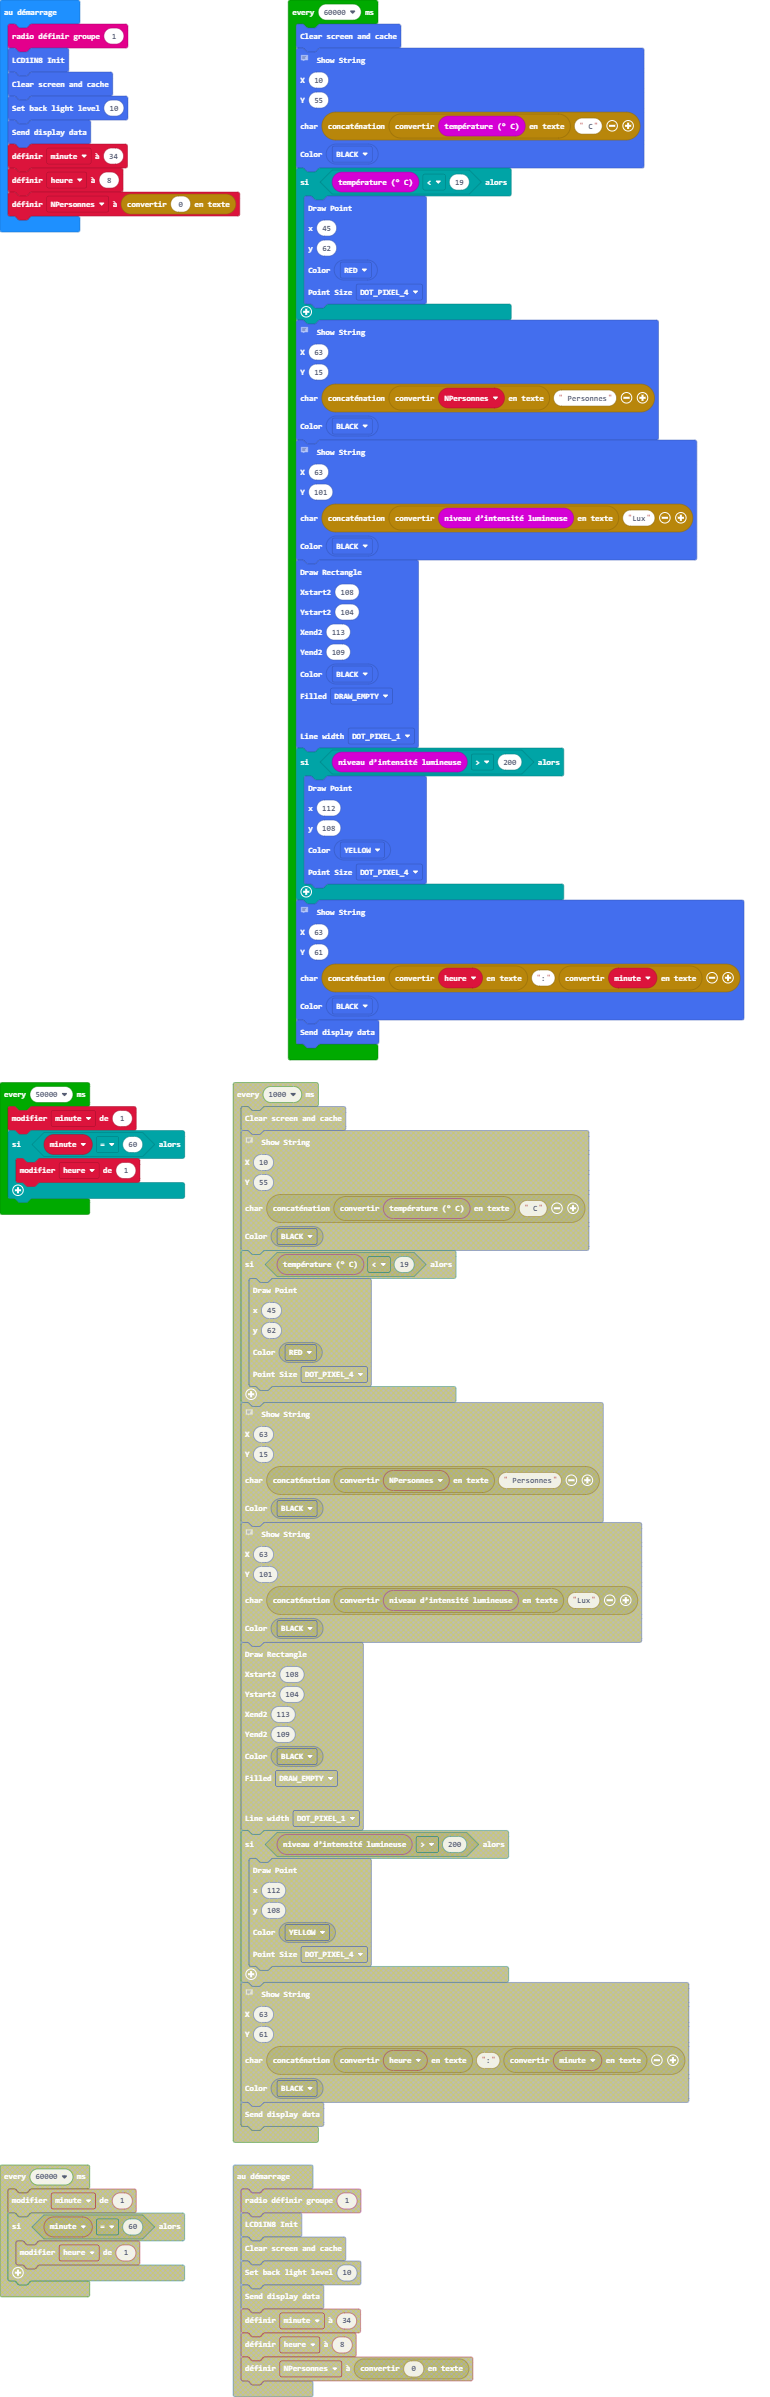 au démarrage
radio définir groupe 1
LCD1IN8 Init
Clear screen and cache
Set back light level 10
Send display data
définir minute à 34
définir heure à 8
définir NPersonnes à convertir 0 en texte
every 60000 ms
Clear screen and cache
Show String
X 10
Y 55
char concaténation convertir température (° C) en texte " C"
Color BLACK
si température (° C) < 19 alors
Draw Point
x 45
y 62
Color RED
Point Size DOT_PIXEL_4
Show String
X 63
Y 15
char concaténation convertir NPersonnes en texte " Personnes"
Color BLACK
Show String
X 63
Y 101
char concaténation convertir niveau d'intensité lumineuse en texte "Lux"
Color BLACK
Draw Rectangle
Xstart2 108
Ystart2 104
Xend2 113
Yend2 109
Color BLACK
Filled DRAW_EMPTY
Line width DOT_PIXEL_1
si niveau d'intensité lumineuse > 200 alors
Draw Point
x 112
y 108
Color YELLOW
Point Size DOT_PIXEL_4
Show String
X 63
Y 61
char concaténation convertir heure en texte ":" convertir minute en texte
Color BLACK
Send display data
every 50000 ms
modifier minute de 1
si minute = 60 alors
modifier heure de 1
every 1000 ms
Clear screen and cache
Show String
X 10
Y 55
char concaténation convertir température (° C) en texte " C"
Color BLACK
si température (° C) < 19 alors
Draw Point
x 45
y 62
Color RED
Point Size DOT_PIXEL_4
Show String
X 63
Y 15
char concaténation convertir NPersonnes en texte " Personnes"
Color BLACK
Show String
X 63
Y 101
char concaténation convertir niveau d'intensité lumineuse en texte "Lux"
Color BLACK
Draw Rectangle
Xstart2 108
Ystart2 104
Xend2 113
Yend2 109
Color BLACK
Filled DRAW_EMPTY
Line width DOT_PIXEL_1
si niveau d'intensité lumineuse > 200 alors
Draw Point
x 112
y 108
Color YELLOW
Point Size DOT_PIXEL_4
Show String
X 63
Y 61
char concaténation convertir heure en texte ":" convertir minute en texte
Color BLACK
Send display data
every 60000 ms
modifier minute de 1
si minute = 60 alors
modifier heure de 1
au démarrage
radio définir groupe 1
LCD1IN8 Init
Clear screen and cache
Set back light level 10
Send display data
définir minute à 34
définir heure à 8
définir NPersonnes à convertir 0 en texte